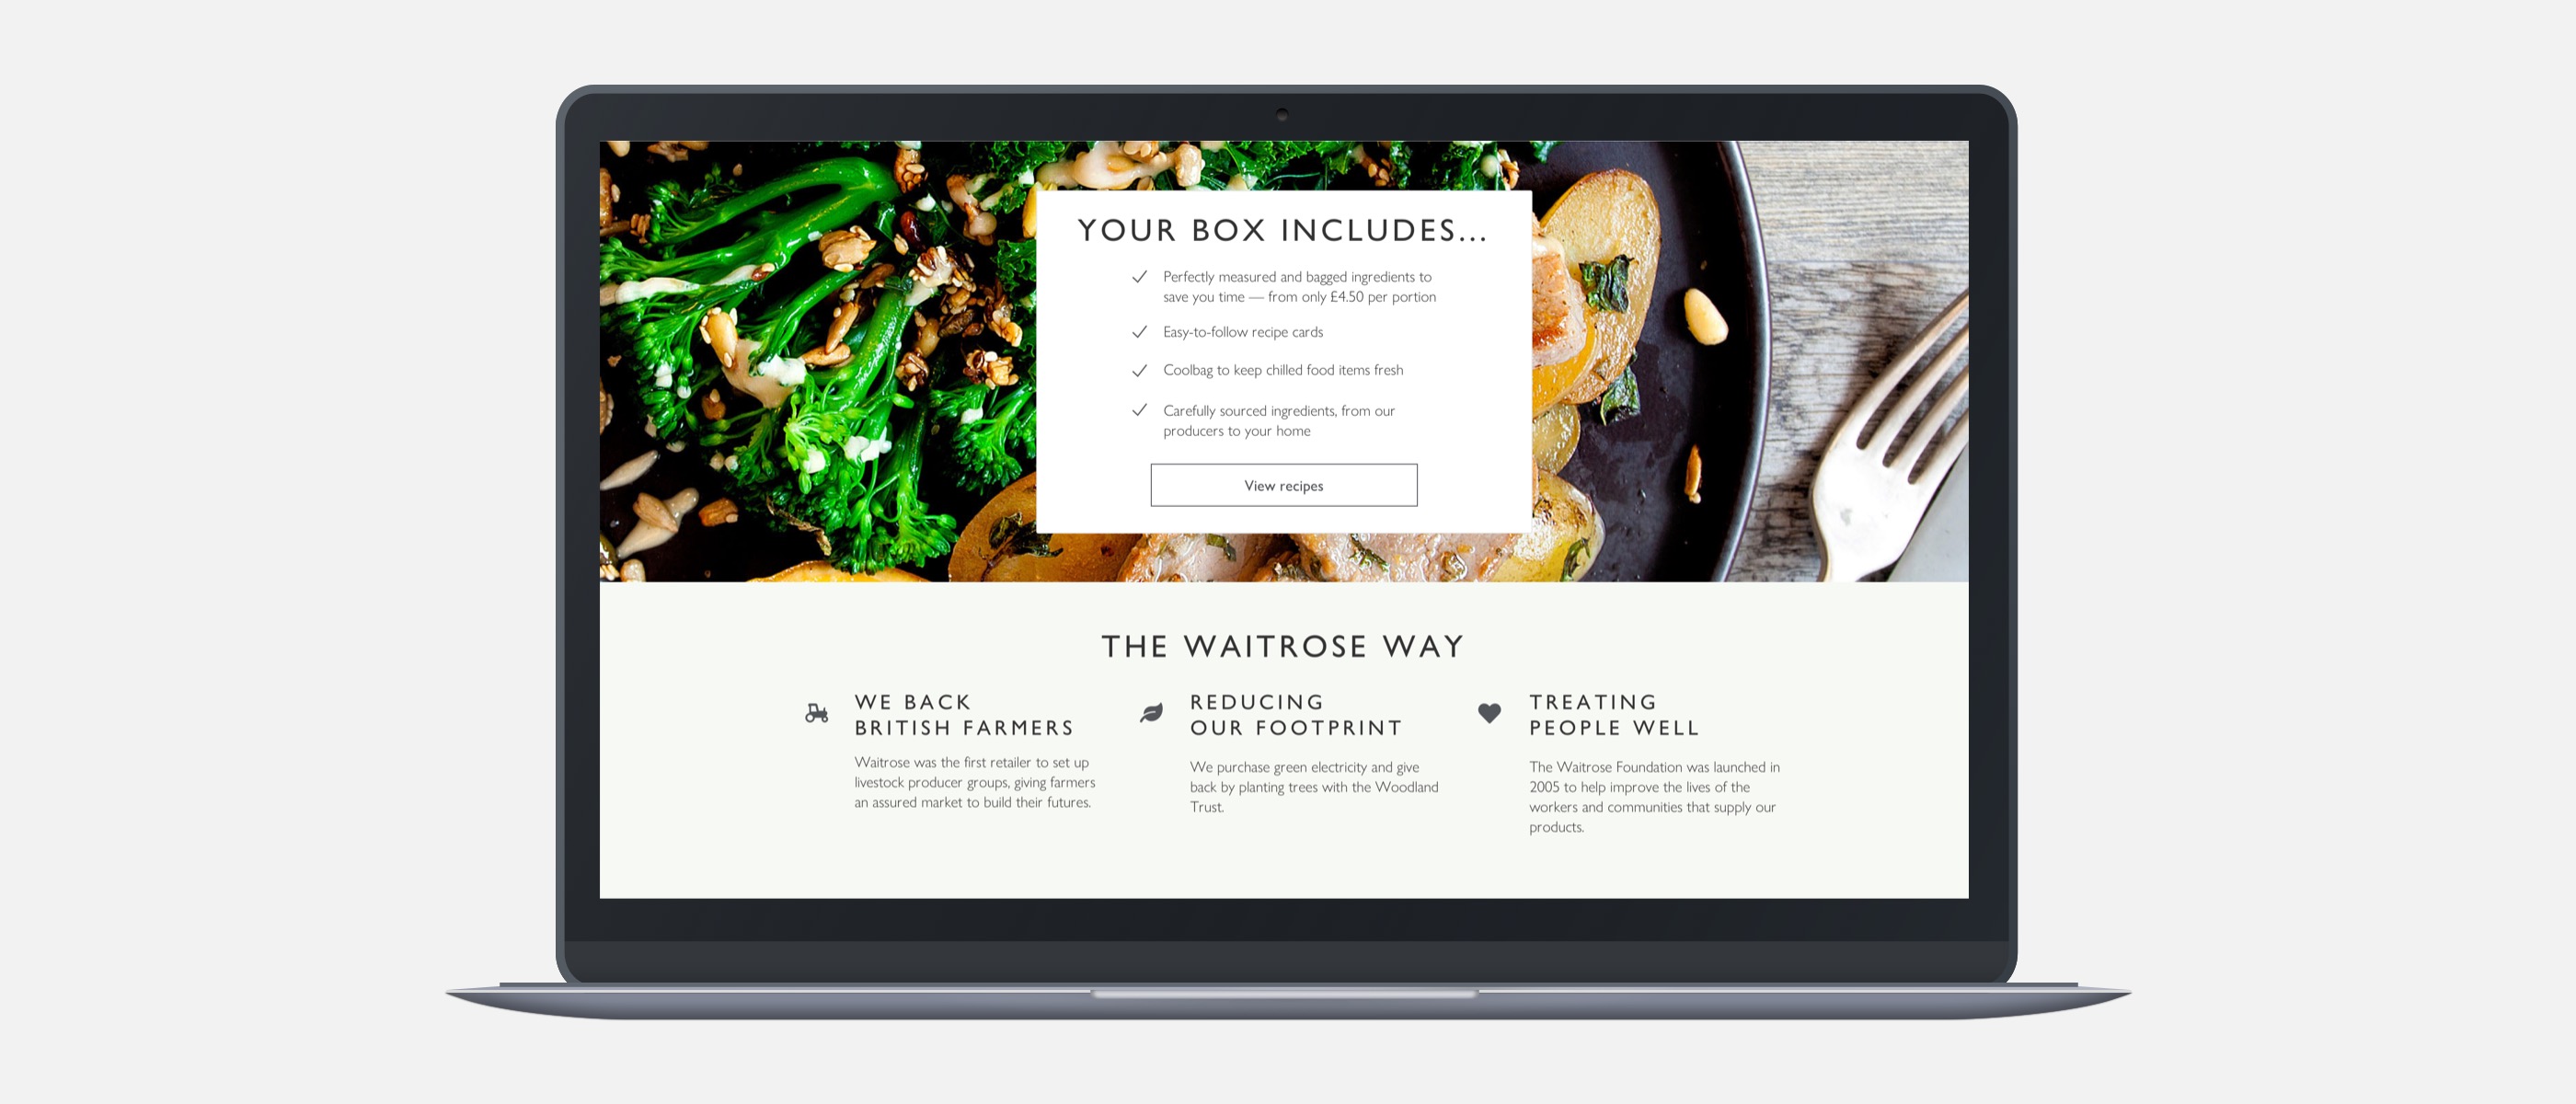 YOUR BOX INCLUDES...
Perfectly measured and bagged ingredients to
save you time — from only £4.50 per portion
Easy-to-follow recipe cards
Coolbag to keep chilled food items fresh
Carefully sourced ingredients, from our
producers to your home
View recipes
THE WAITROSE WAY
WE BACK
BRITISH FARMERS
Waitrose was the first retailer to set up
livestock producer groups, giving farmers
an assured market to build their futures.
REDUCING
OUR FOOTPRINT
We purchase green electricity and give
back by planting trees with the Woodland
Trust.
TREATING
PEOPLE WELL
The Waitrose Foundation was launched in
2005 to help improve the lives of the
workers and communities that supply our
products.